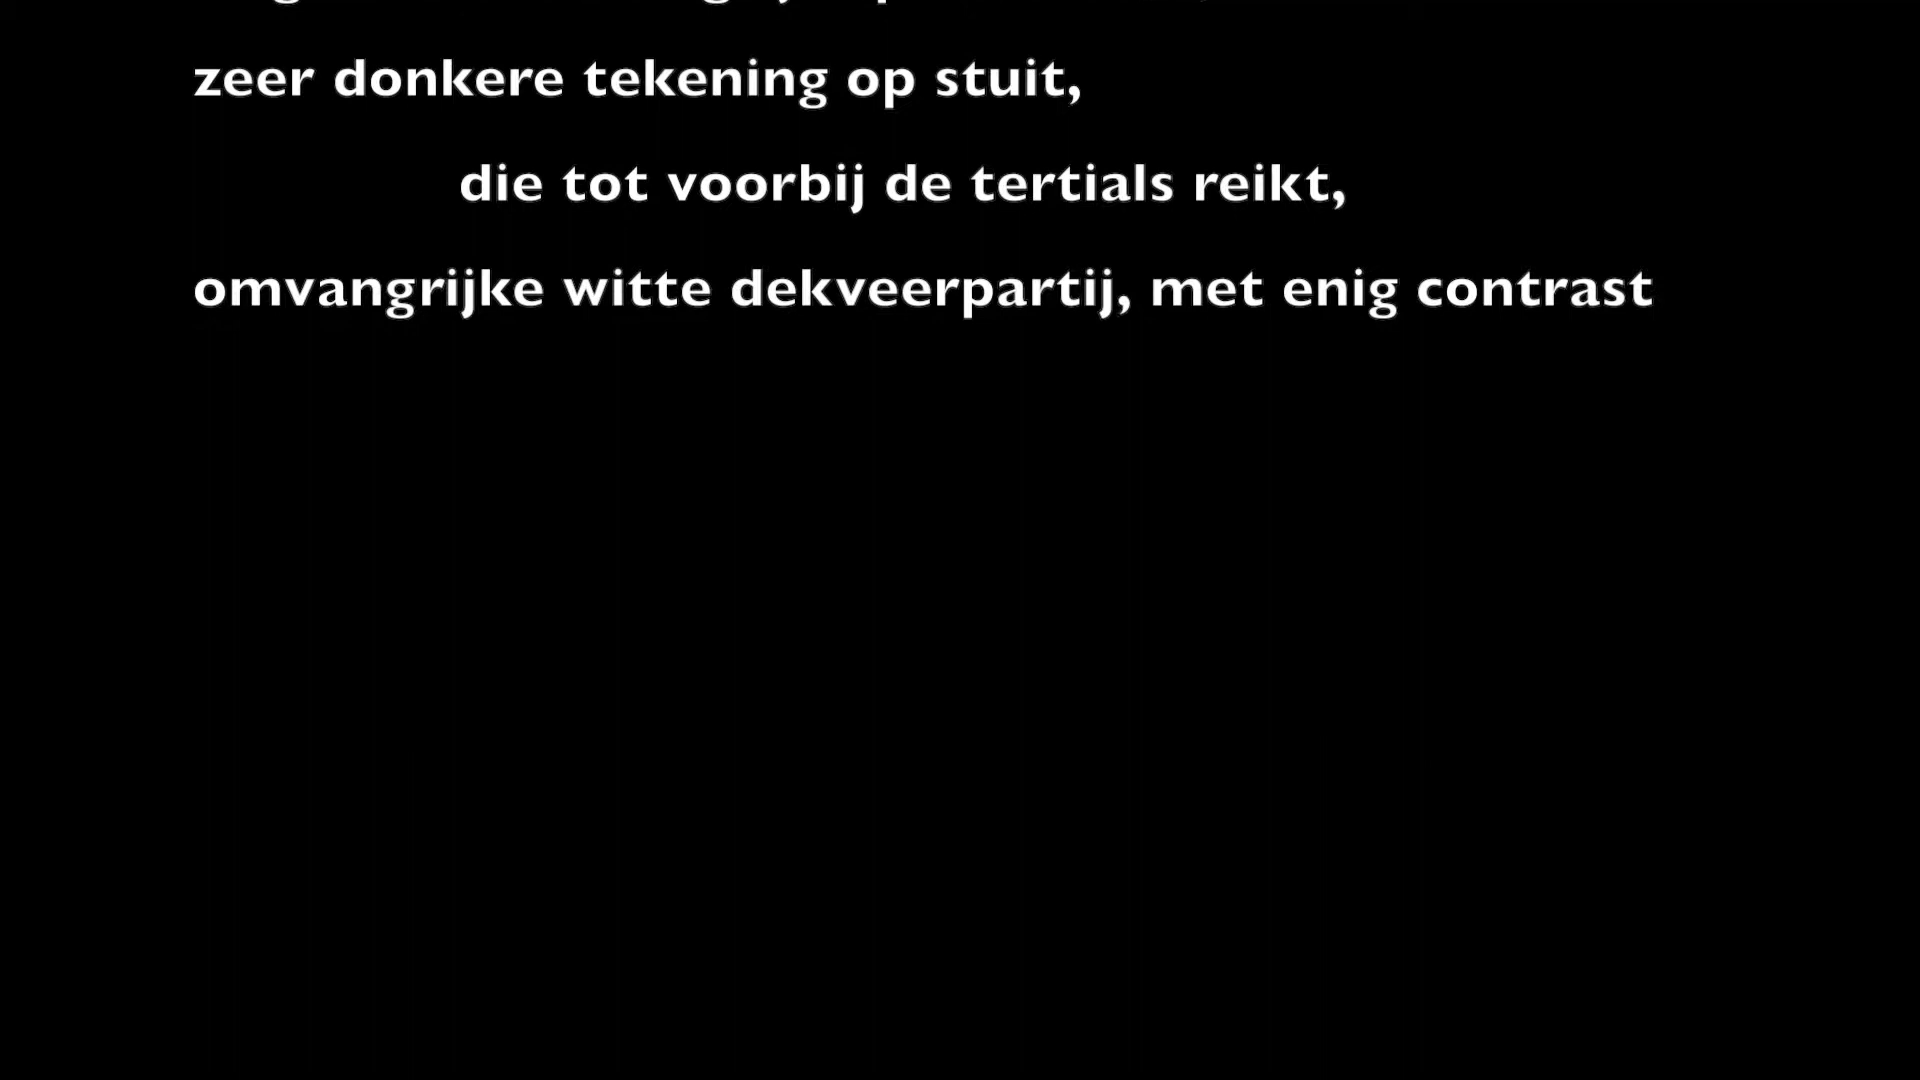 zeer donkere tekening op stuit,
die tot voorbij de tertials reikt,
omvangrijke witte dekveerpartij, met enig contrast